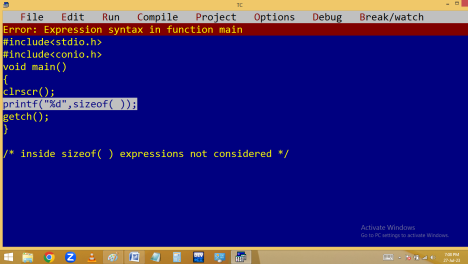 TC
File Edit Run Compile Project Options Debug Break/watch
Error: Expression syntax in function main
#include<stdio.h>
#include<conio.h>
void main()
{
clrscr();
printf("%d",sizeof( ));
getch();
}
/* inside sizeof( ) expressions not considered */
Activate Windows
Go to PC settings to activate Windows.